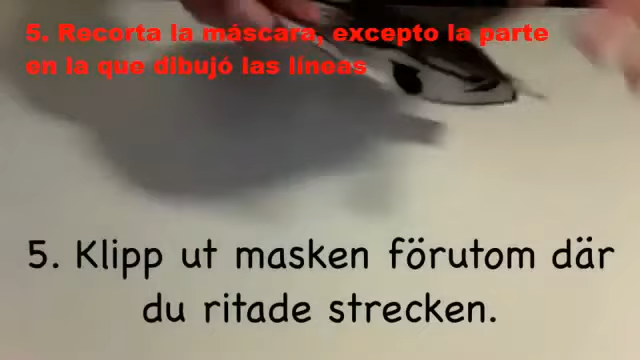 5. Recorta la máscara, excepto la parte
en la que dibujó las líneas
5. Klipp ut masken förutom där
du ritade strecken.